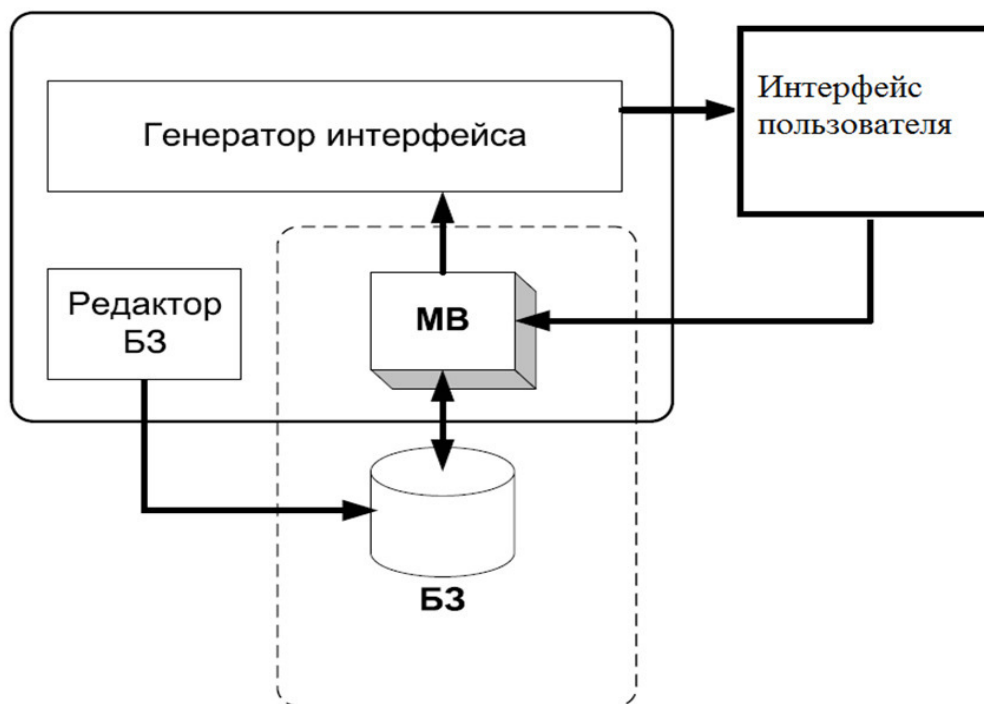 Генератор интерфейса
Интерфейс
пользователя
Редактор
БЗ
МВ
БЗ